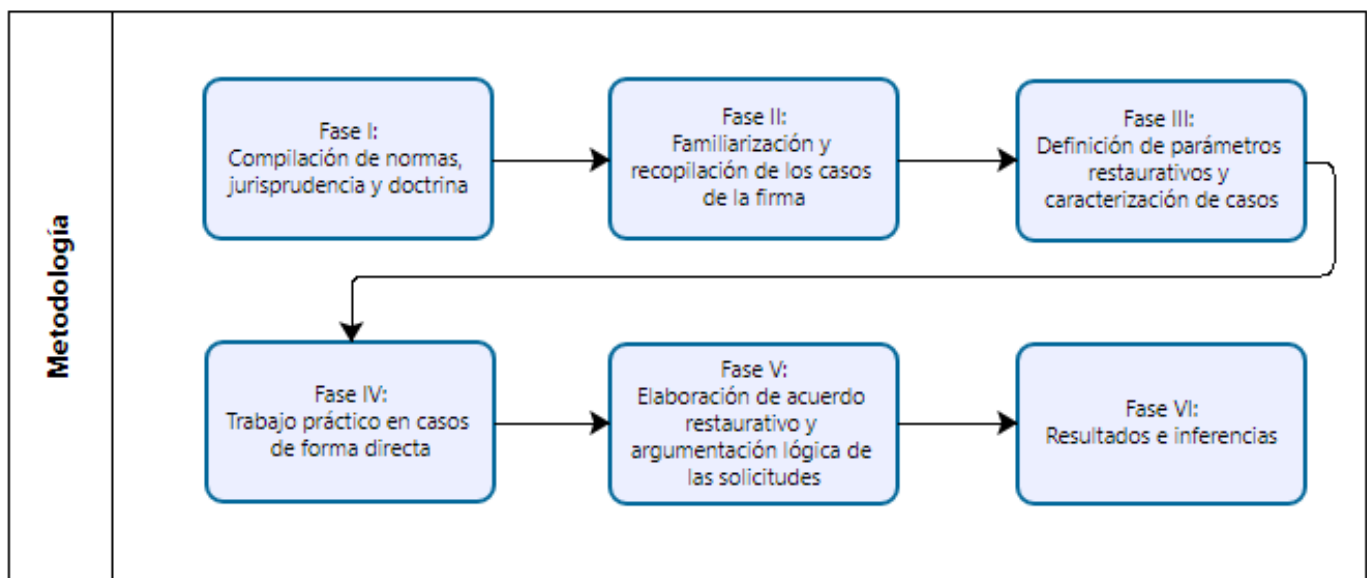 Metodología
Fase I:
Compilación de normas,
jurisprudencia y doctrina
Fase II:
Familiarización y
recopilación de los casos
de la firma
Fase III:
Definición de parámetros
restaurativos y
caracterización de casos
Fase IV:
Trabajo práctico en casos
de forma directa
Fase V:
Elaboración de acuerdo
restaurativo y
argumentación lógica de
las solicitudes
Fase VI:
Resultados e inferencias